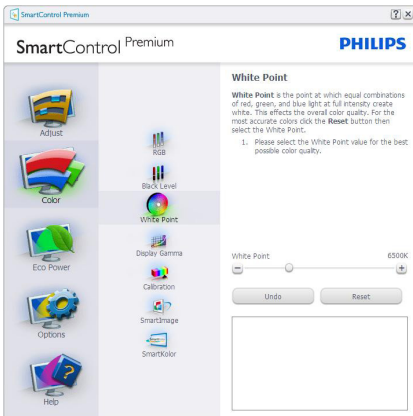 SmartControl Premium
SmartControl Premium
PHILIPS
Adjust
Color
Eco Power
Options
Help
RGB
Black Level
White Point
Display Gamma
Calibration
SmartImage
SmartKolor
White Point
White Point is the point at which equal combinations
of red, green, and blue light at full intensity create
white. This effects the overall color quality. For the
most accurate colors click the Reset button then
select the White Point.
1. Please select the White Point value for the best
possible color quality.
White Point 6500K
Undo Reset